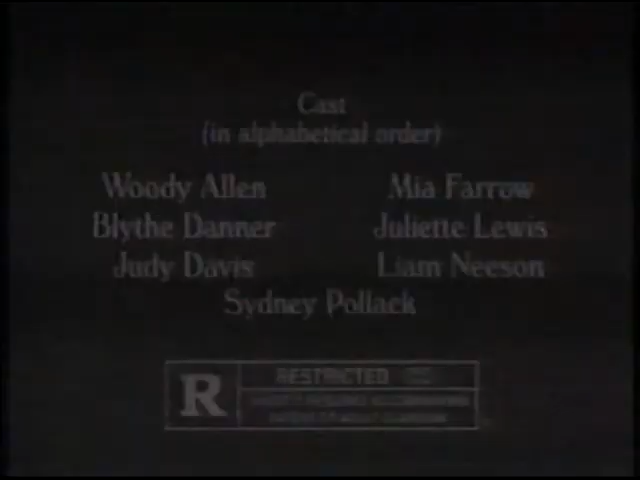 Cast
(in alphabetical order)
Woody Allen Mia Farrow
Blythe Danner Juliette Lewis
Judy Davis Liam Neeson
Sydney Pollack
R RESTRICTED